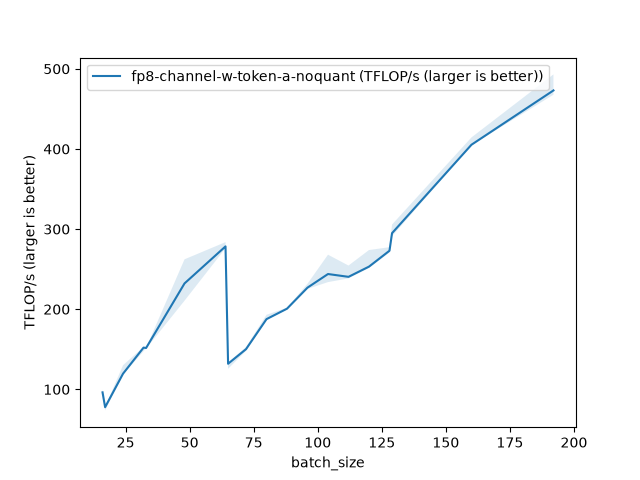 fp8-channel-w-token-a-noquant (TFLOP/s (larger is better))
TFLOP/s (larger is better)
500
400
300
200
100
25 50 75 100 125 150 175 200
batch_size